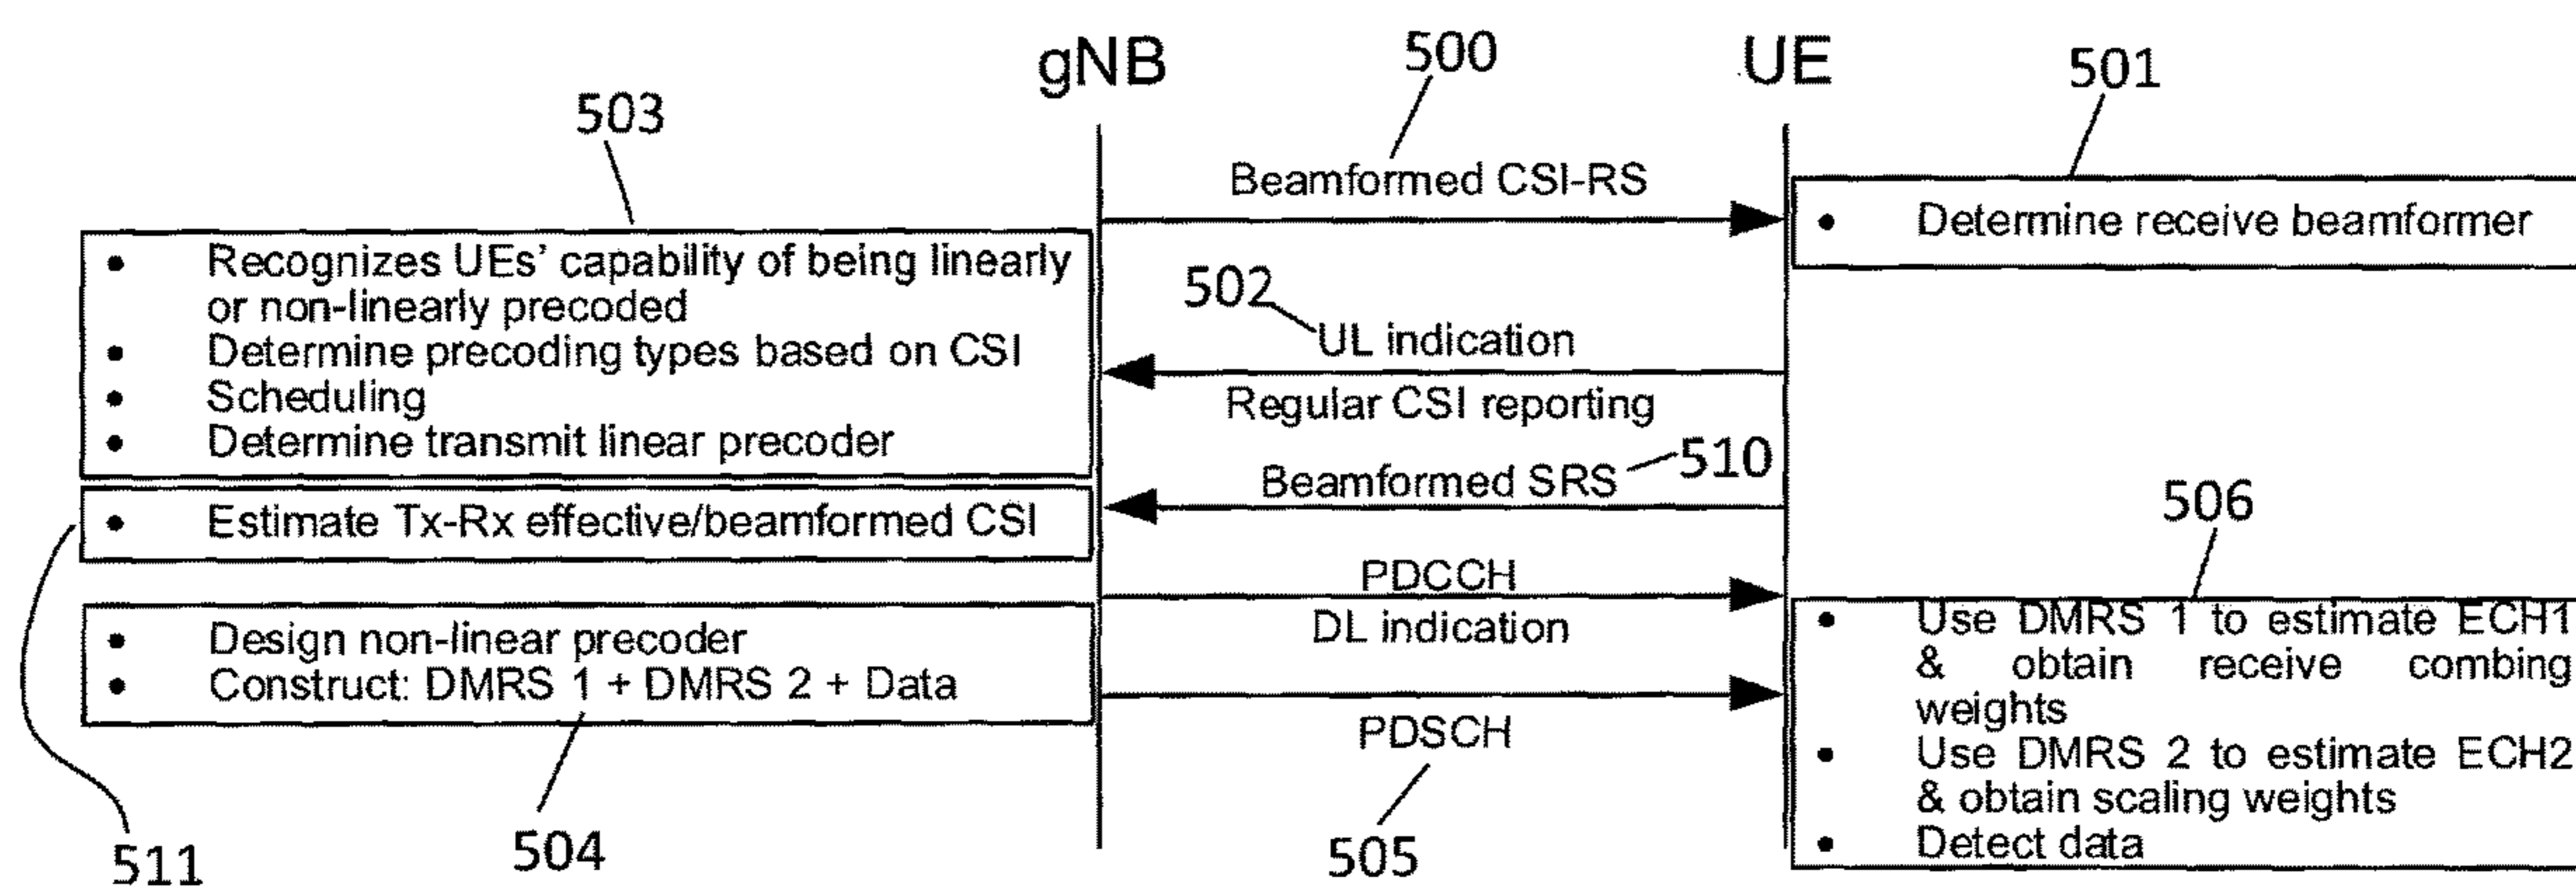 gNB
500
UE
501
503
Beamformed CSI-RS
• Determine receive beamformer
• Recognizes UEs' capability of being linearly
or non-linearly precoded
• Determine precoding types based on CSI
• Scheduling
• Determine transmit linear precoder
502
UL indication
Regular CSI reporting
Beamformed SRS
510
• Estimate Tx-Rx effective/beamformed CSI
506
PDCCH
DL indication
• Design non-linear precoder
• Construct: DMRS 1 + DMRS 2 + Data
PDSCH
• Use DMRS 1 to estimate ECH1
& obtain receive combing
weights
• Use DMRS 2 to estimate ECH2
& obtain scaling weights
• Detect data
511
504
505